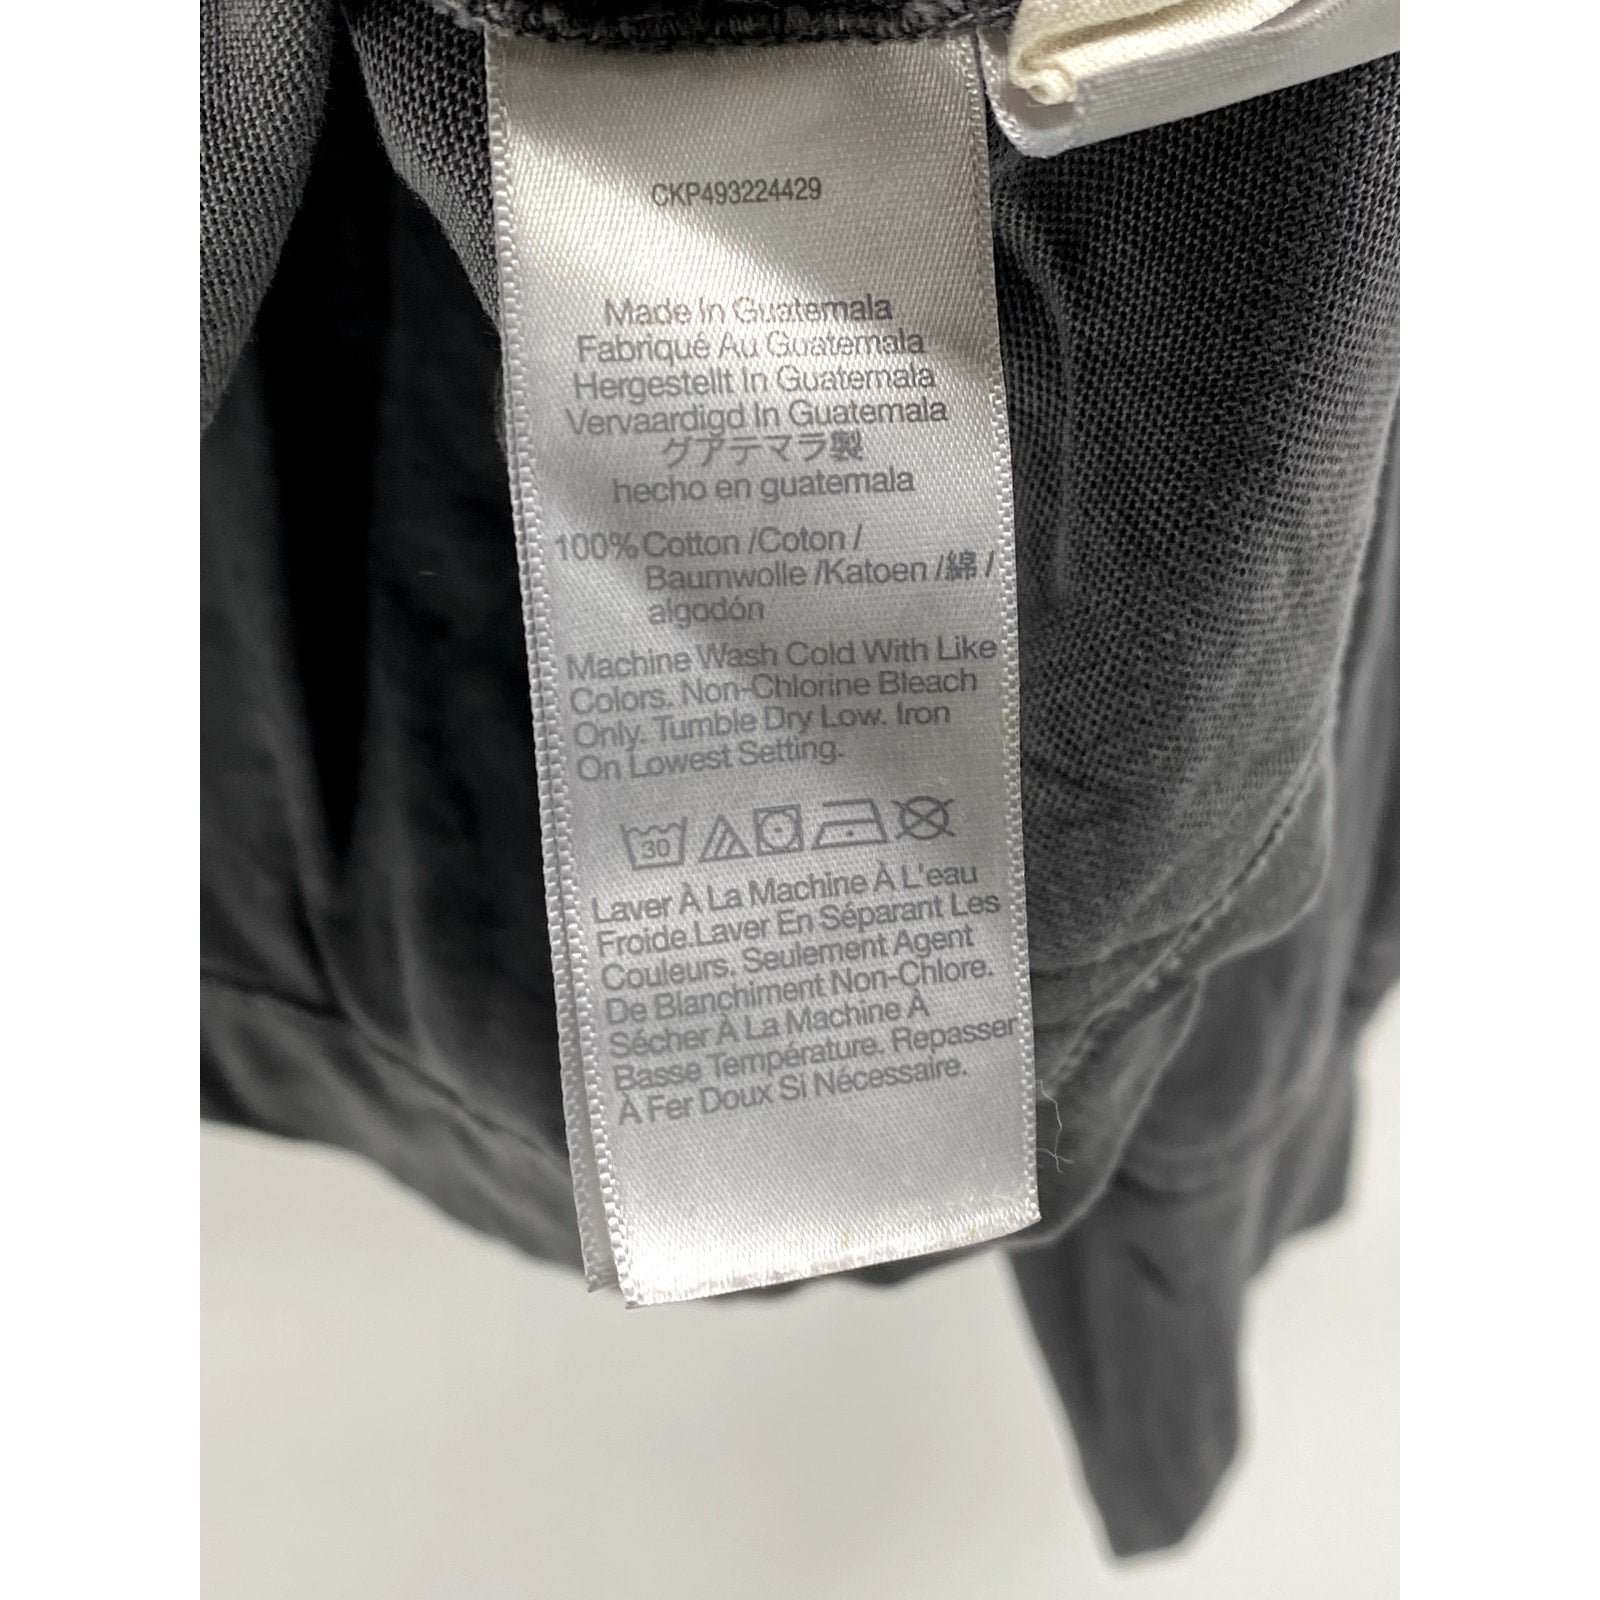 CKP493224429
Made In Guatemala
Fabriqué Au Guatemala
Hergestellt In Guatemala
Vervaardigd In Guatemala
グアテマラ製
hecho en guatemala
100% Cotton /Coton /
Baumwolle /Katoen /綿 /
algodón
Machine Wash Cold With Like
Colors. Non-Chlorine Bleach
Only. Tumble Dry Low. Iron
On Lowest Setting.
30
Laver À La Machine À L'eau
Froide.Laver En Séparant Les
Couleurs. Seulement Agent
De Blanchiment Non-Chlore.
Sécher À La Machine À
Basse Température. Repasser
À Fer Doux Si Nécessaire.